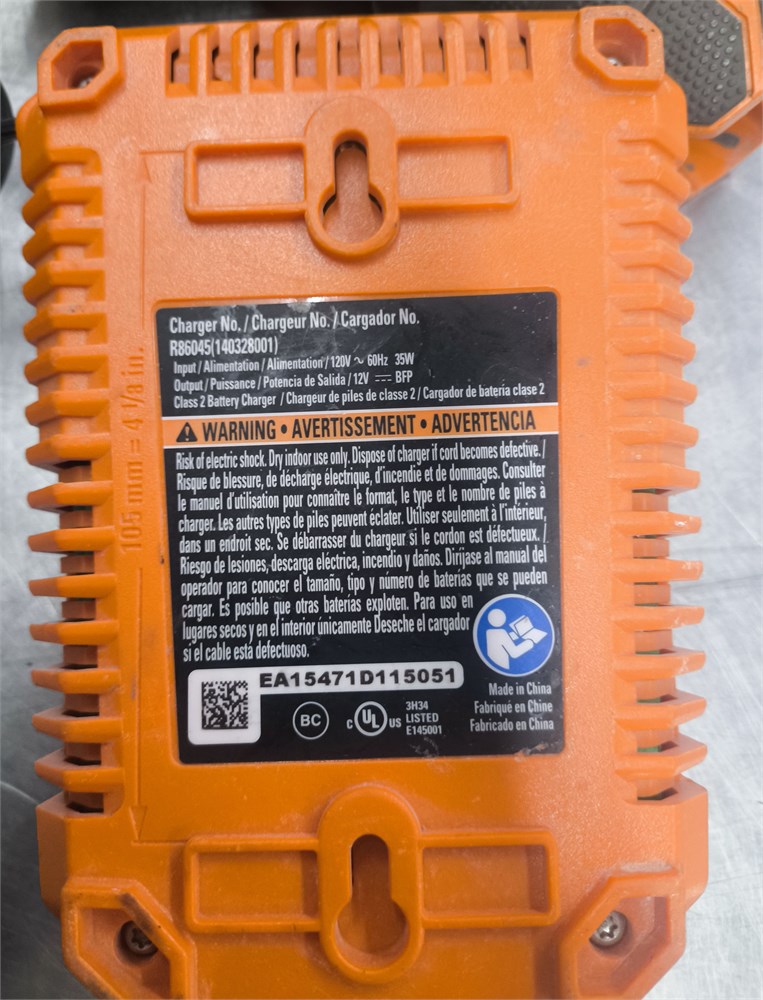 Charger No. / Chargeur No. / Cargador No.
R86045(140328001)
Input / Alimentation / Alimentation / 120V ~ 60Hz 35W
Output / Puissance / Potencia de Salida / 12V ⎓ BFP
Class 2 Battery Charger / Chargeur de piles de classe 2 / Cargador de batería clase 2
WARNING • AVERTISSEMENT • ADVERTENCIA
Risk of electric shock. Dry indoor use only. Dispose of charger if cord becomes defective. /
Risque de blessure, de décharge électrique, d'incendie et de dommages. Consulter
le manuel d'utilisation pour connaître le format, le type et le nombre de piles à
charger. Les autres types de piles peuvent éclater. Utiliser seulement à l'intérieur,
dans un endroit sec. Se débarrasser du chargeur si le cordon est défectueux. /
Riesgo de lesiones, descarga eléctrica, incendio y daños. Diríjase al manual del
operador para conocer el tamaño, tipo y número de baterías que se pueden
cargar. Es posible que otras baterías exploten. Para uso en
lugares secos y en el interior únicamente Deseche el cargador
si el cable está defectuoso.
EA15471D115051
BC
C UL US
3H34
LISTED
E145001
Made in China
Fabriqué en Chine
Fabricado en China
105 mm = 4 1/8 in.